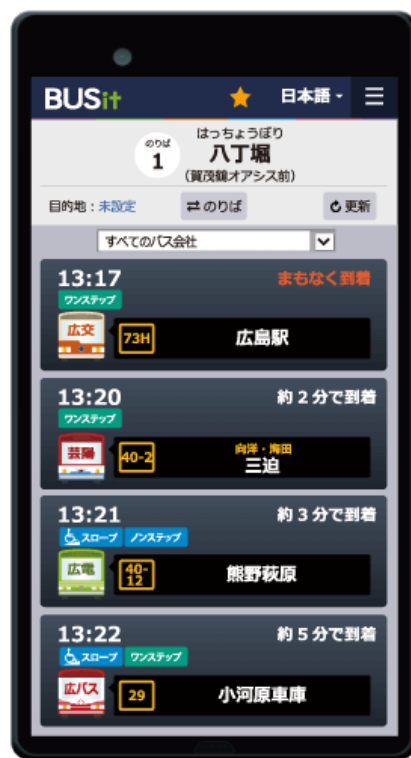 BUSit
日本語
のりば
1
はっちょうぼり
八丁堀
(賀茂鶴オアシス前)
目的地：未設定
のりば
更新
すべてのバス会社
13:17
まもなく到着
ワンステップ
広交
73H
広島駅
13:20
約２分で到着
ワンステップ
芸陽
40-2
向洋・海田
三迫
13:21
約３分で到着
スロープ
ノンステップ
広電
40-
12
熊野萩原
13:22
約５分で到着
スロープ
ワンステップ
広バス
29
小河原車庫